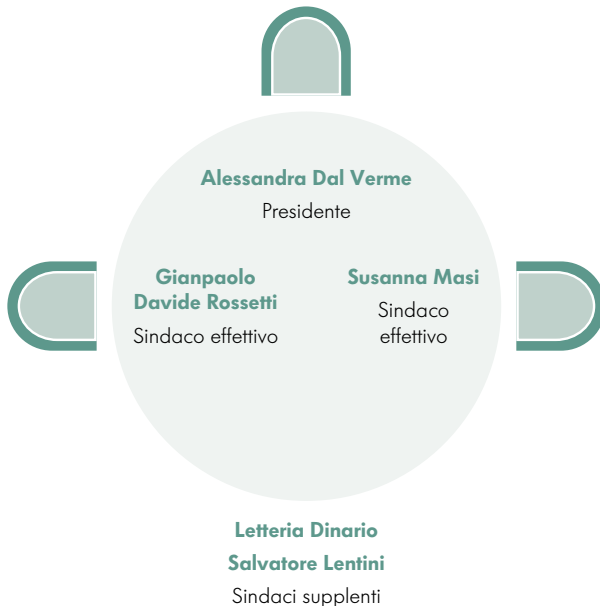 Alessandra Dal Verme
Presidente
Gianpaolo
Davide Rossetti
Sindaco effettivo
Susanna Masi
Sindaco
effettivo
Letteria Dinario
Salvatore Lentini
Sindaci supplenti